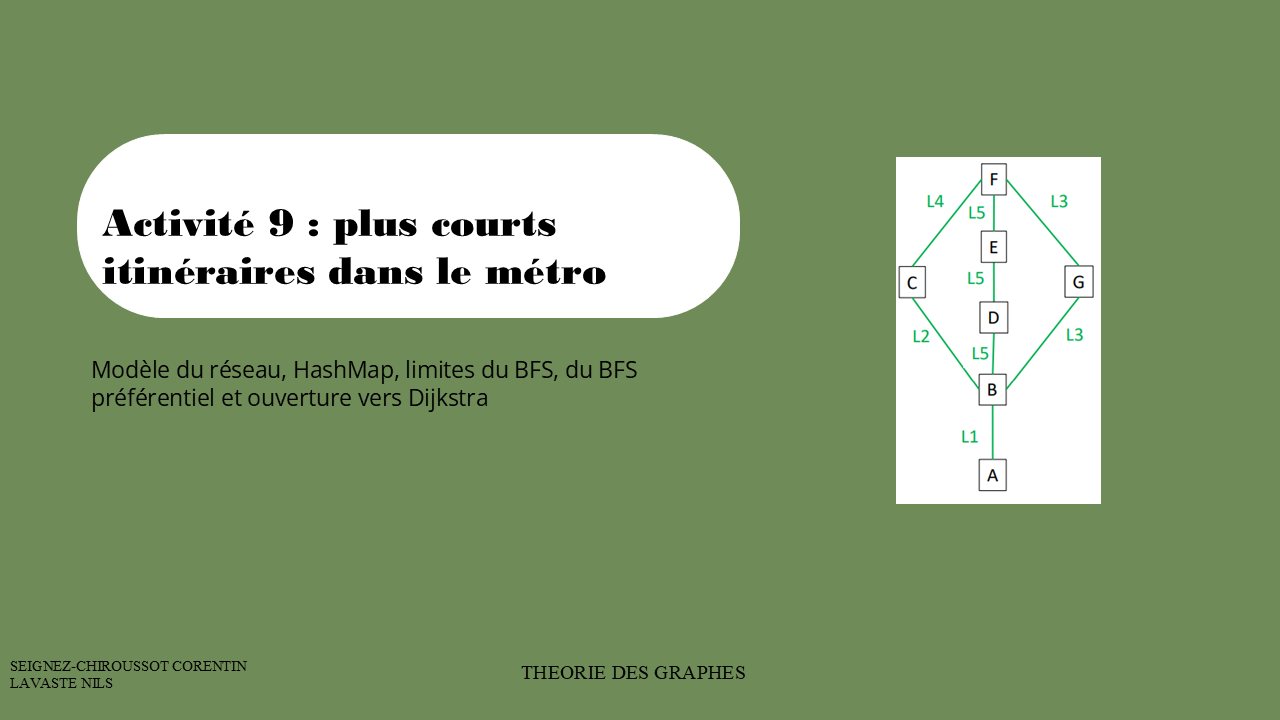 Activité 9 : plus courts
itinéraires dans le métro
Modèle du réseau, HashMap, limites du BFS, du BFS
préférentiel et ouverture vers Dijkstra
F
L4
L5
L3
E
L5
C
G
D
L2
L5
L3
B
L1
A
SEIGNEZ-CHIROUSSOT CORENTIN
LAVASTE NILS
THEORIE DES GRAPHES